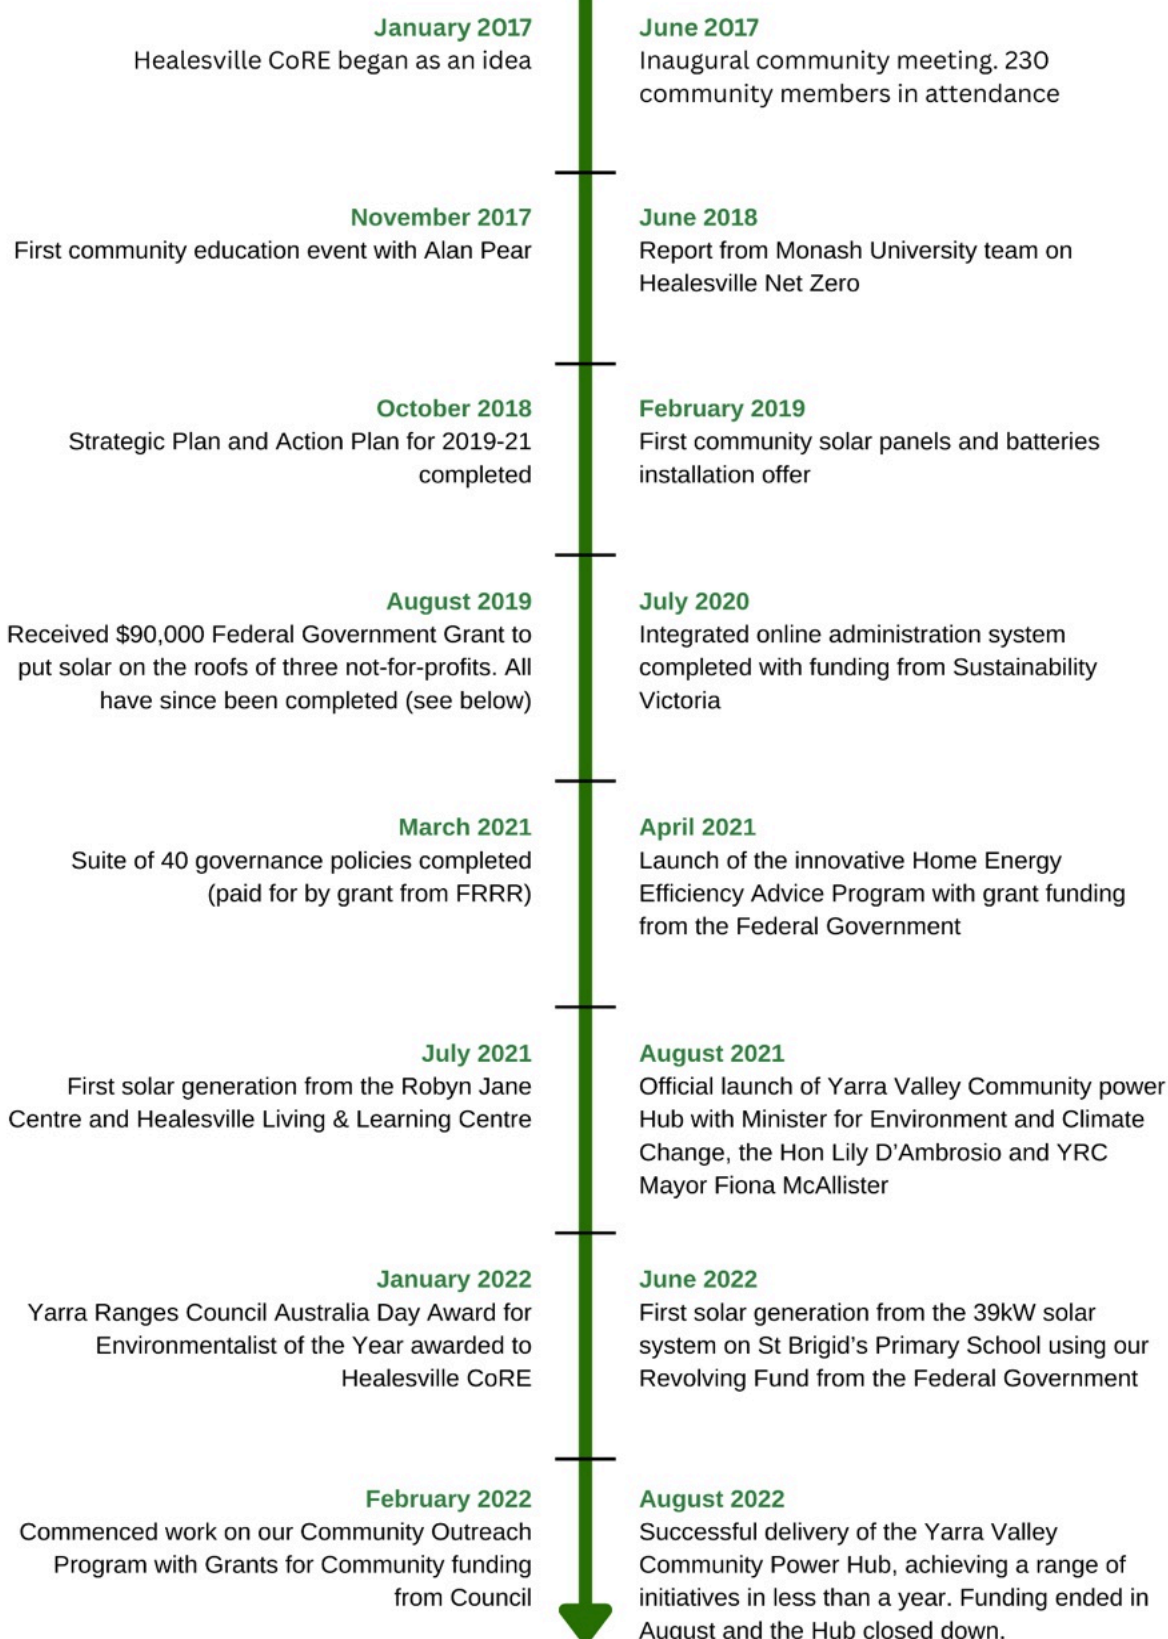 January 2017
Healesville CoRE began as an idea
June 2017
Inaugural community meeting. 230
community members in attendance
November 2017
First community education event with Alan Pear
June 2018
Report from Monash University team on
Healesville Net Zero
October 2018
Strategic Plan and Action Plan for 2019-21
completed
February 2019
First community solar panels and batteries
installation offer
August 2019
Received $90,000 Federal Government Grant to
put solar on the roofs of three not-for-profits. All
have since been completed (see below)
July 2020
Integrated online administration system
completed with funding from Sustainability
Victoria
March 2021
Suite of 40 governance policies completed
(paid for by grant from FRRR)
April 2021
Launch of the innovative Home Energy
Efficiency Advice Program with grant funding
from the Federal Government
July 2021
First solar generation from the Robyn Jane
Centre and Healesville Living & Learning Centre
August 2021
Official launch of Yarra Valley Community power
Hub with Minister for Environment and Climate
Change, the Hon Lily D’Ambrosio and YRC
Mayor Fiona McAllister
January 2022
Yarra Ranges Council Australia Day Award for
Environmentalist of the Year awarded to
Healesville CoRE
June 2022
First solar generation from the 39kW solar
system on St Brigid’s Primary School using our
Revolving Fund from the Federal Government
February 2022
Commenced work on our Community Outreach
Program with Grants for Community funding
from Council
August 2022
Successful delivery of the Yarra Valley
Community Power Hub, achieving a range of
initiatives in less than a year. Funding ended in
August and the Hub closed down.